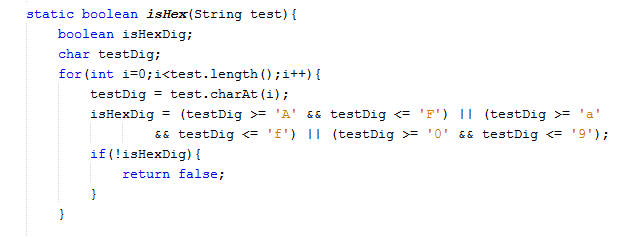 static boolean isHex(String test){
boolean isHexDig;
char testDig;
for(int i=0;i<test.length();i++){
testDig = test.charAt(i);
isHexDig = (testDig >= 'A' && testDig <= 'F') || (testDig >= 'a'
&& testDig <= 'f') || (testDig >= '0' && testDig <= '9');
if(!isHexDig){
return false;
}
}